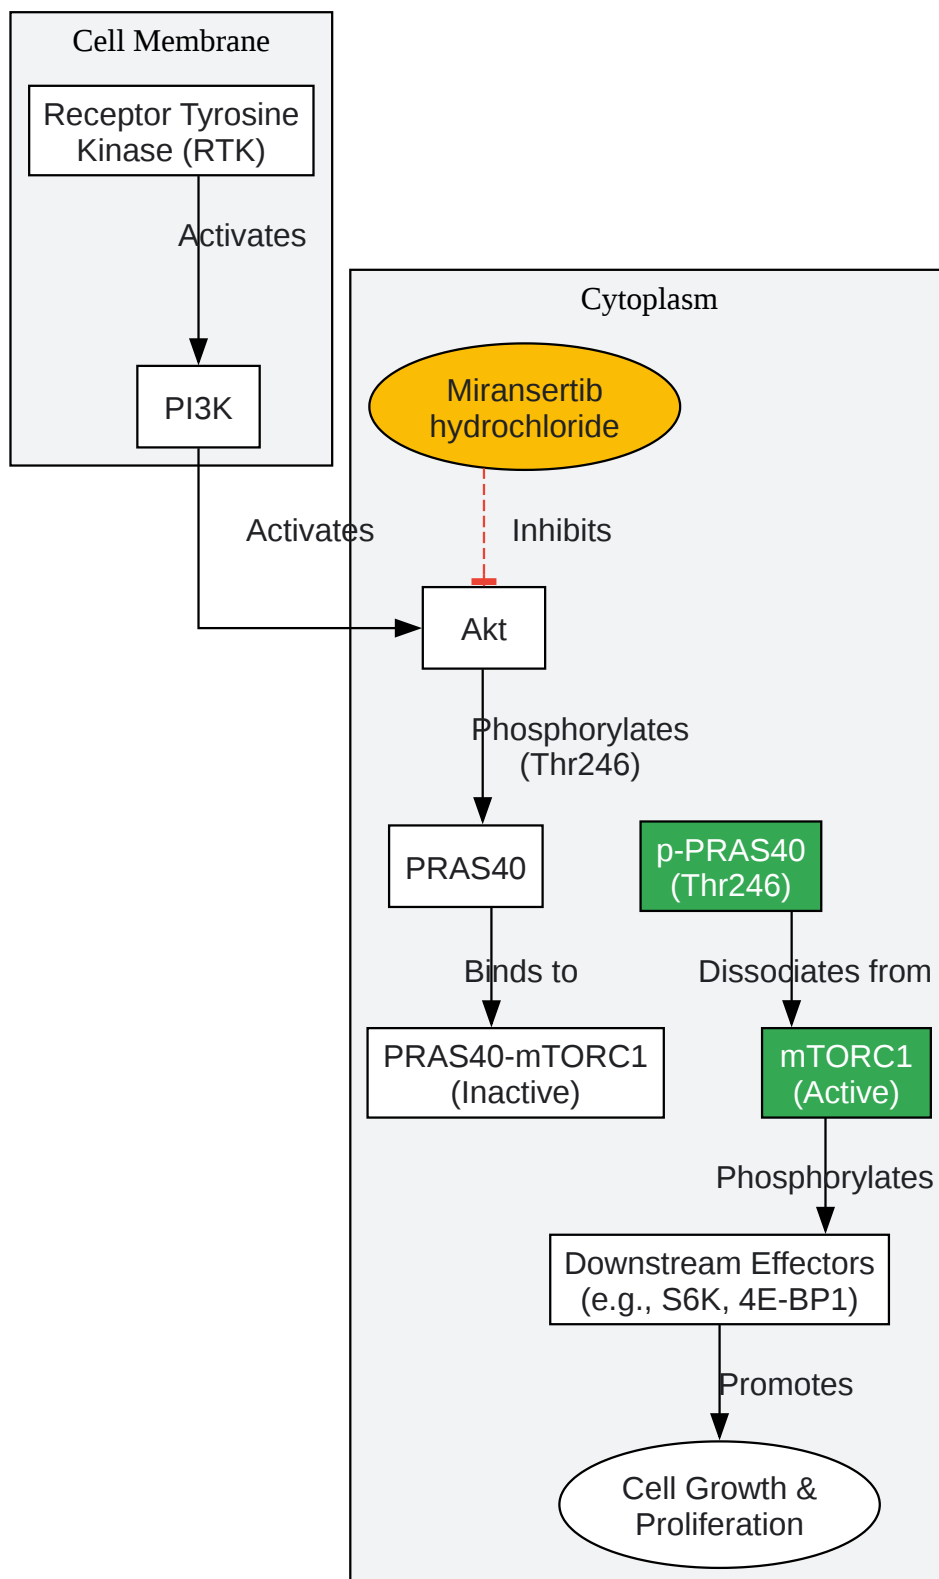 Cell Membrane
Receptor Tyrosine
Kinase (RTK)
Activates
PI3K
Cytoplasm
Miransertib
hydrochloride
Activates
Inhibits
Akt
Phosphorylates
(Thr246)
PRAS40
p-PRAS40
(Thr246)
Binds to
Dissociates from
PRAS40-mTORC1
(Inactive)
mTORC1
(Active)
Phosphorylates
Downstream Effectors
(e.g., S6K, 4E-BP1)
Promotes
Cell Growth &
Proliferation